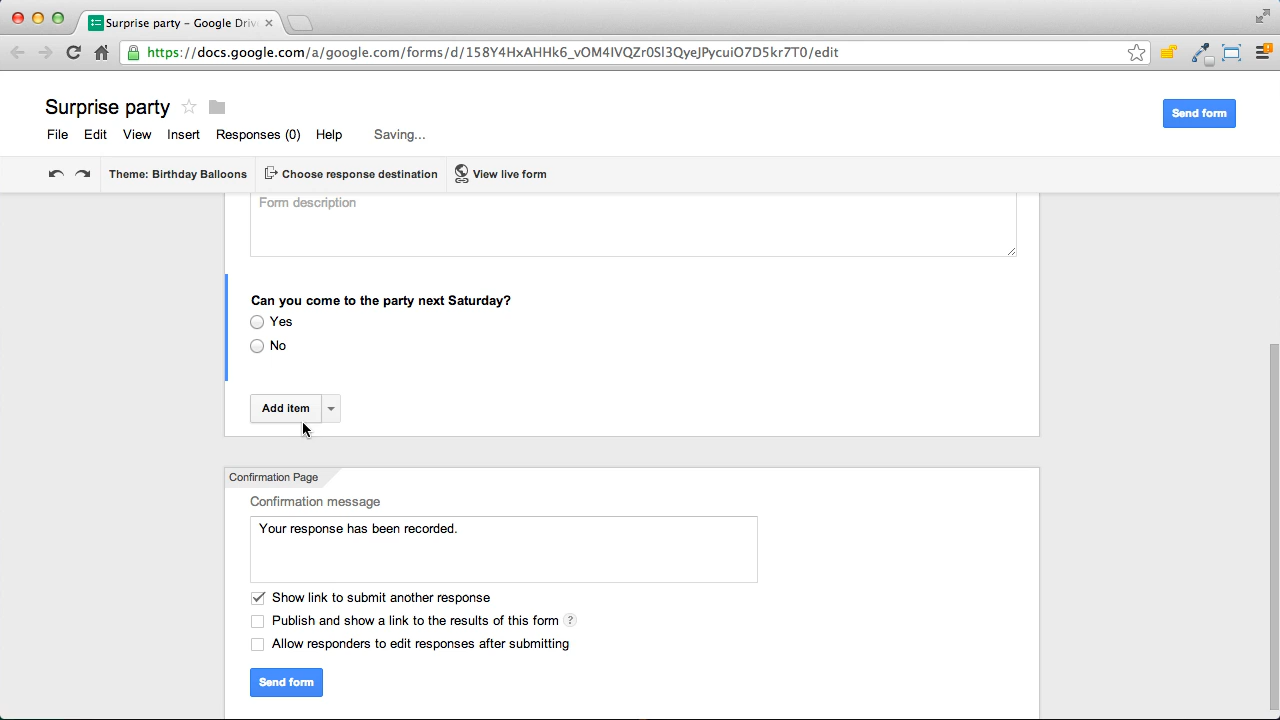 Surprise party – Google Driv
https://docs.google.com/a/google.com/forms/d/158Y4HxAHHk6_vOM4IVQZr0Sl3QyeJPycuiO7D5kr7T0/edit
Surprise party
Send form
File Edit View Insert Responses (0) Help Saving...
Theme: Birthday Balloons Choose response destination View live form
Form description
Can you come to the party next Saturday?
Yes
No
Add item
Confirmation Page
Confirmation message
Your response has been recorded.
Show link to submit another response
Publish and show a link to the results of this form ?
Allow responders to edit responses after submitting
Send form